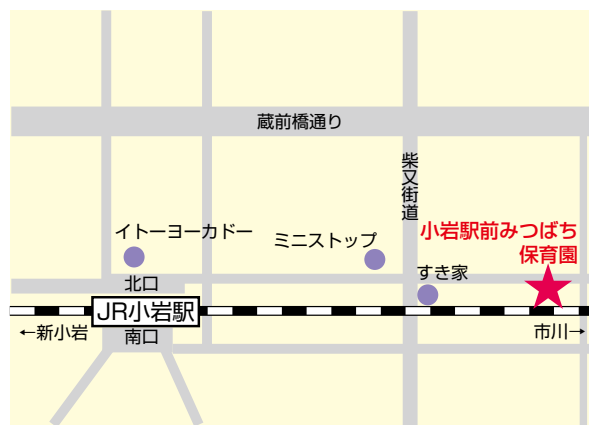 蔵前橋通り
柴又街道
小岩駅前みつばち
保育園
イトーヨーカドー
ミニストップ
すき家
北口
JR小岩駅
南口
←新小岩
市川→